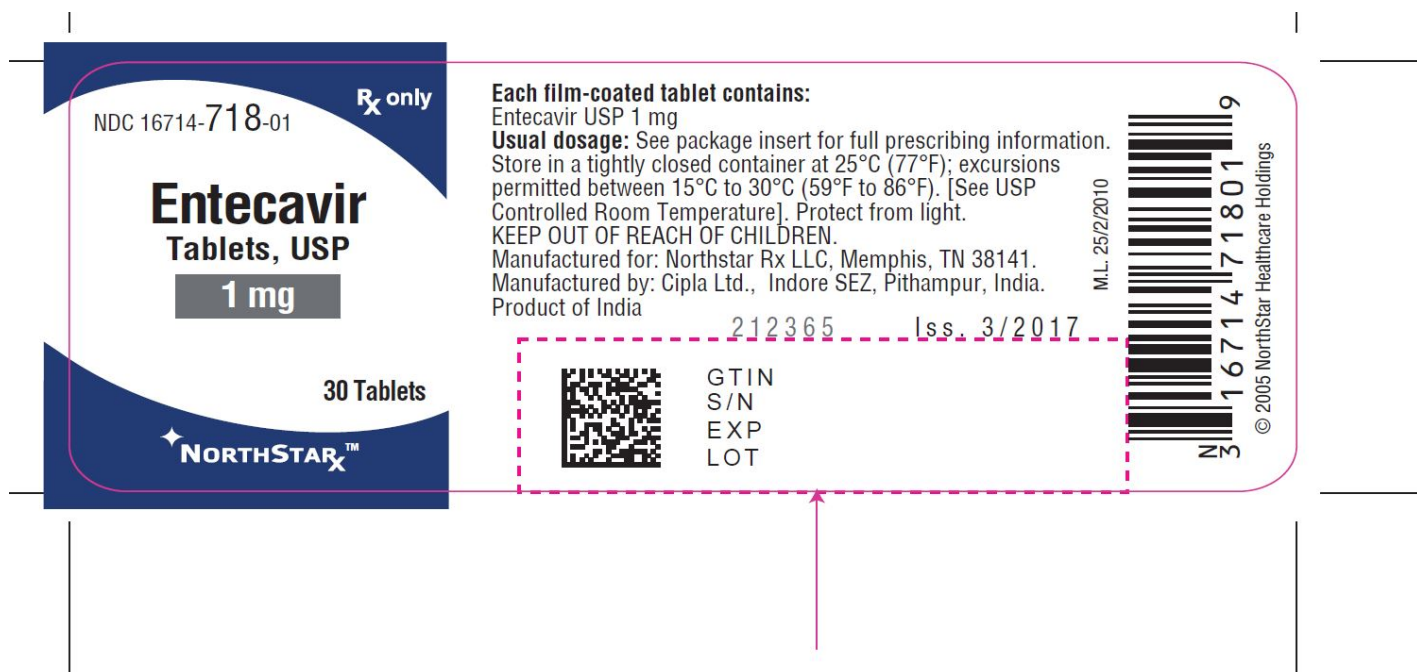 NDC 16714-718-01
Rx only
Entecavir
Tablets, USP
1 mg
30 Tablets
NORTHSTARx™
Each film-coated tablet contains:
Entecavir USP 1 mg
Usual dosage: See package insert for full prescribing information.
Store in a tightly closed container at 25°C (77°F); excursions
permitted between 15°C to 30°C (59°F to 86°F). [See USP
Controlled Room Temperature]. Protect from light.
KEEP OUT OF REACH OF CHILDREN.
Manufactured for: Northstar Rx LLC, Memphis, TN 38141.
Manufactured by: Cipla Ltd., Indore SEZ, Pithampur, India.
Product of India
212365 Iss. 3/2017
GTIN
S/N
EXP
LOT
M.L. 25/2/2010
N
3 16714 71801 9
© 2005 NorthStar Healthcare Holdings